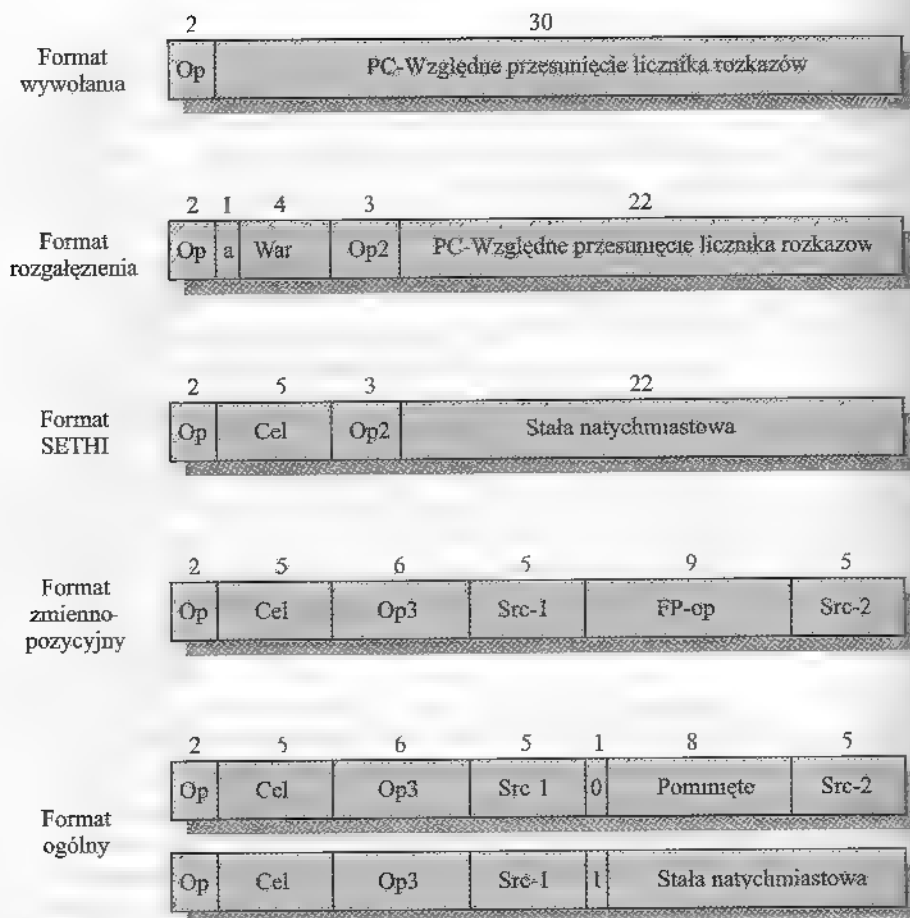 2 30
Format
wywołania
Op PC-Względne przesunięcie licznika rozkazów
2 1 4 3 22
Format
rozgałęzienia
Op a War Op2 PC-Względne przesunięcie licznika rozkazow
2 5 3 22
Format
SETHI
Op Cel Op2 Stała natychmiastowa
2 5 6 5 9 5
Format
zmienno-
pozycyjny
Op Cel Op3 Src-1 FP-op Src-2
2 5 6 5 1 8 5
Op Cel Op3 Src 1 0 Pominięte Src-2
Format
ogólny
Op Cel Op3 Src-1 1 Stała natychmiastowa